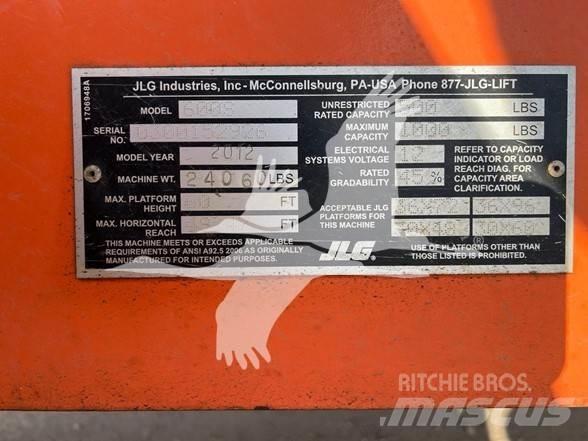 JLG Industries, Inc - McConnellsburg, PA-USA Phone 877-JLG-LIFT
1706948A
MODEL 600S
SERIAL NO. 0300152926
MODEL YEAR 2012
MACHINE WT. 24060 LBS
MAX. PLATFORM HEIGHT FT
MAX. HORIZONTAL REACH FT
THIS MACHINE MEETS OR EXCEEDS APPLICABLE
REQUIREMENTS OF ANSI A92.5 2006 AS ORIGINALLY
MANUFACTURED FOR INTENDED PURPOSES.
UNRESTRICTED RATED CAPACITY LBS
MAXIMUM CAPACITY 1000 LBS
ELECTRICAL SYSTEMS VOLTAGE 12
RATED GRADABILITY 45 %
REFER TO CAPACITY
INDICATOR OR LOAD
REACH DIAG. FOR
CAPACITY AREA
CLARIFICATION.
ACCEPTABLE JLG
PLATFORMS FOR
THIS MACHINE
36X96
JLG®
USE OF PLATFORMS OTHER THAN
THOSE LISTED IS PROHIBITED.
RITCHIE BROS.
MASCUS